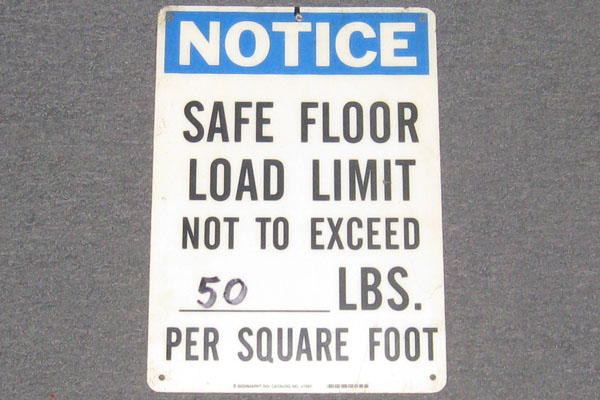 NOTICE
SAFE FLOOR
LOAD LIMIT
NOT TO EXCEED
50 LBS.
PER SQUARE FOOT